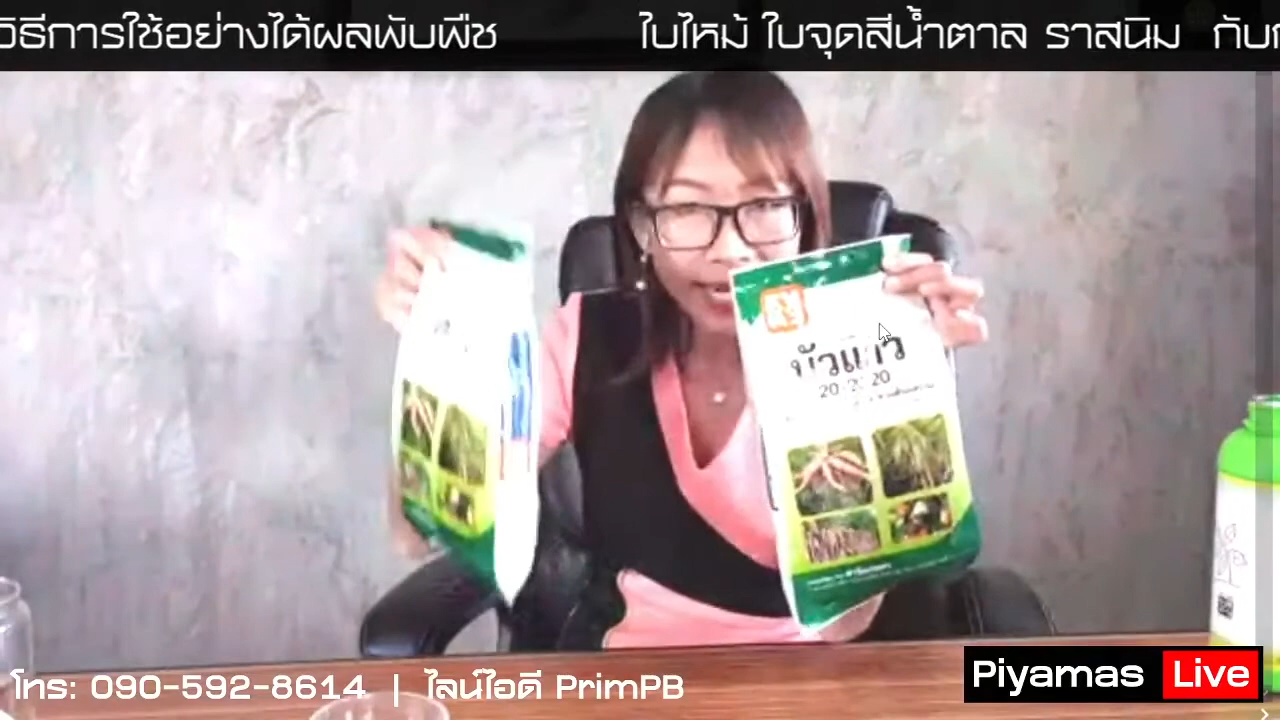 วิธีการใช้อย่างได้ผลพับพืช ใบไหม้ ใบจุดสีน้ำตาล ราสนิม กับ
บัวแก้ว
20-20-20
โทร: 090-592-8614 | ไลน์ไอดี PrimPB
Piyamas Live